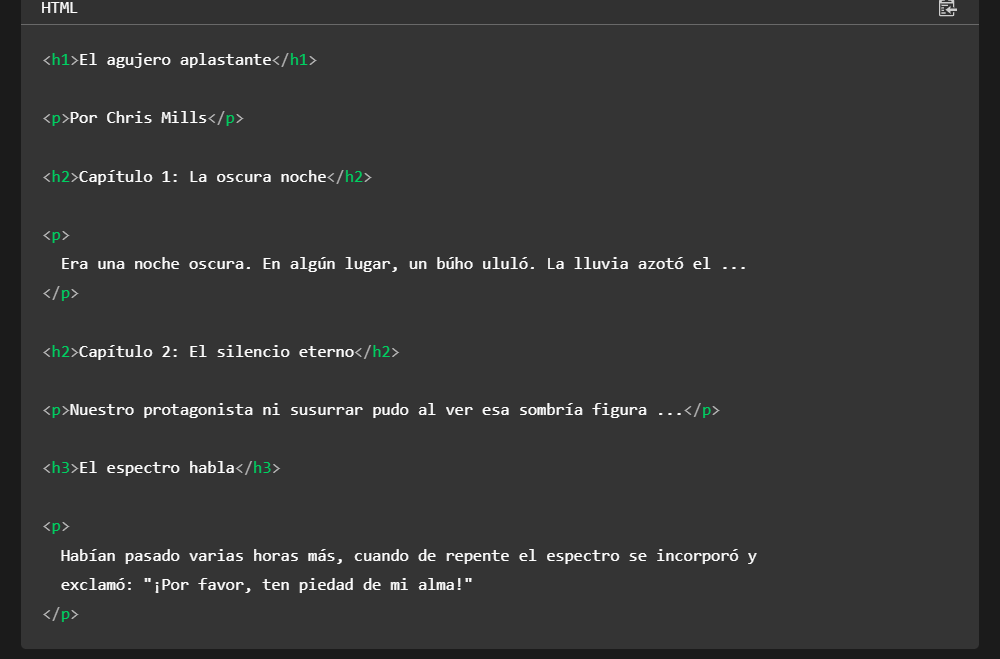 HTML
<h1>El agujero aplastante</h1>
<p>Por Chris Mills</p>
<h2>Capítulo 1: La oscura noche</h2>
<p>
Era una noche oscura. En algún lugar, un búho ululó. La lluvia azotó el ...
</p>
<h2>Capítulo 2: El silencio eterno</h2>
<p>Nuestro protagonista ni susurrar pudo al ver esa sombría figura ...</p>
<h3>El espectro habla</h3>
<p>
Habían pasado varias horas más, cuando de repente el espectro se incorporó y
exclamó: "¡Por favor, ten piedad de mi alma!"
</p>